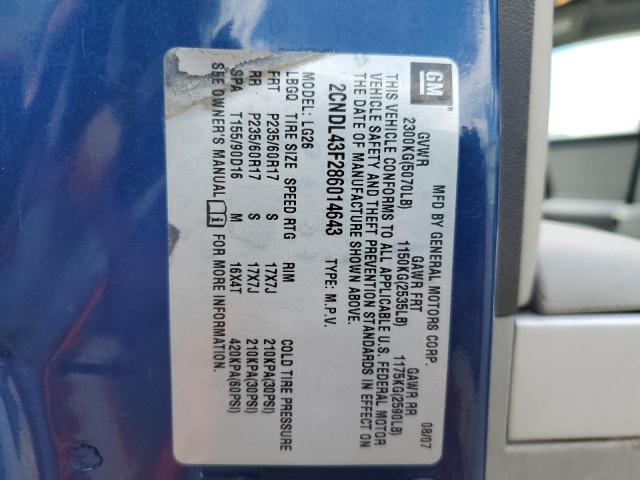 GM
MFD BY GENERAL MOTORS CORP. 08/07
GVWR GAWR FRT GAWR RR
2300KG(5070LB) 1150KG(2535LB) 1175KG(2590LB)
THIS VEHICLE CONFORMS TO ALL APPLICABLE U.S. FEDERAL MOTOR
VEHICLE SAFETY AND THEFT PREVENTION STANDARDS IN EFFECT ON
THE DATE OF MANUFACTURE SHOWN ABOVE.
2CNDL43F286014643 TYPE: M.P.V.
MODEL: LG26
LBGQ TIRE SIZE SPEED RTG RIM COLD TIRE PRESSURE
FRT P235/60R17 S 17X7J 210KPA(30PSI)
RR P235/60R17 S 17X7J 210KPA(30PSI)
SPA T155/90D16 M 16X4T 420KPA(60PSI)
SEE OWNER'S MANUAL FOR MORE INFORMATION.